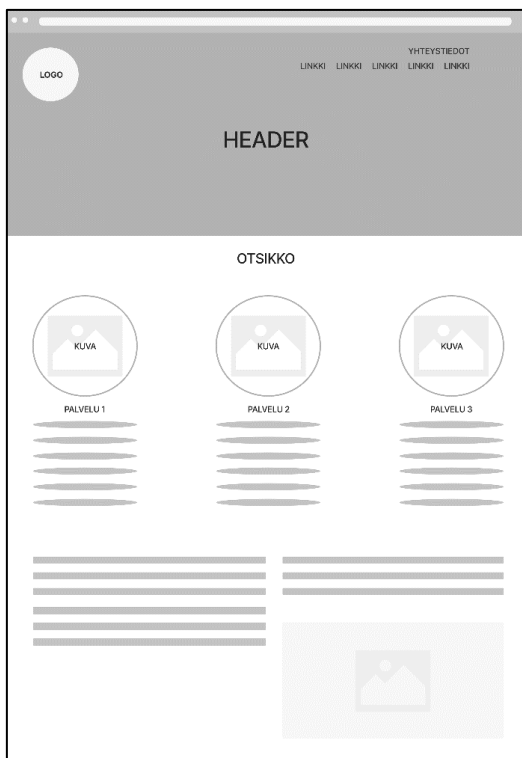 YHTEYSTIEDOT
LOGO
LINKKI LINKKI LINKKI LINKKI LINKKI
HEADER
OTSIKKO
KUVA KUVA KUVA
PALVELU 1 PALVELU 2 PALVELU 3